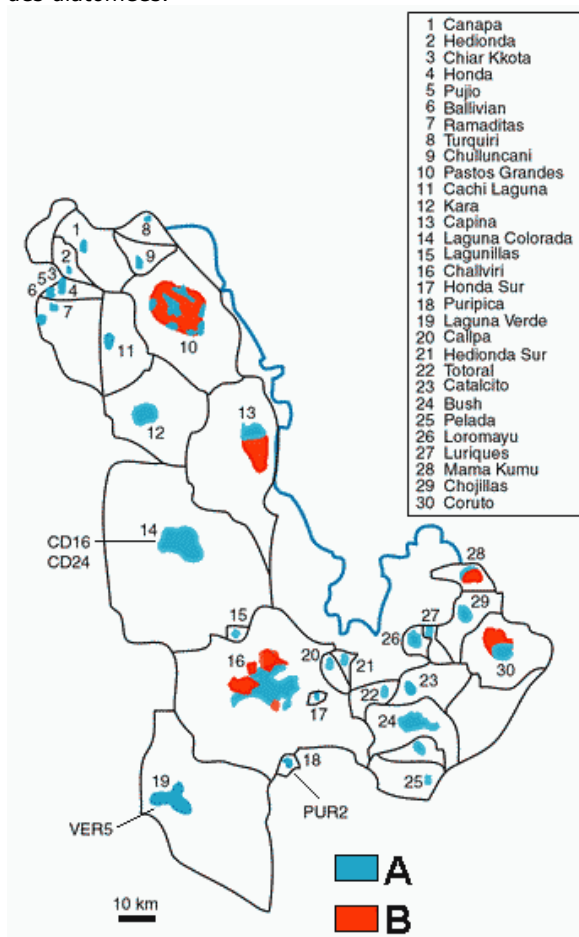 des diatomées.
1 Canapa
2 Hedionda
3 Chiar Kkota
4 Honda
5 Pujio
6 Ballivian
7 Ramaditas
8 Turquiri
9 Chulluncani
10 Pastos Grandes
11 Cachi Laguna
12 Kara
13 Capina
14 Laguna Colorada
15 Lagunillas
16 Challviri
17 Honda Sur
18 Puripica
19 Laguna Verde
20 Callpa
21 Hedionda Sur
22 Totoral
23 Catalcito
24 Bush
25 Pelada
26 Loromayu
27 Luriques
28 Mama Kumu
29 Chojillas
30 Coruto
1
8
2
9
5 3
6
4
7
10
11
13
12
14
CD16
CD24
28
29
15
27
26
20
21
30
16
22
23
17
24
18
19
25
VER5
PUR2
A
10 km
B